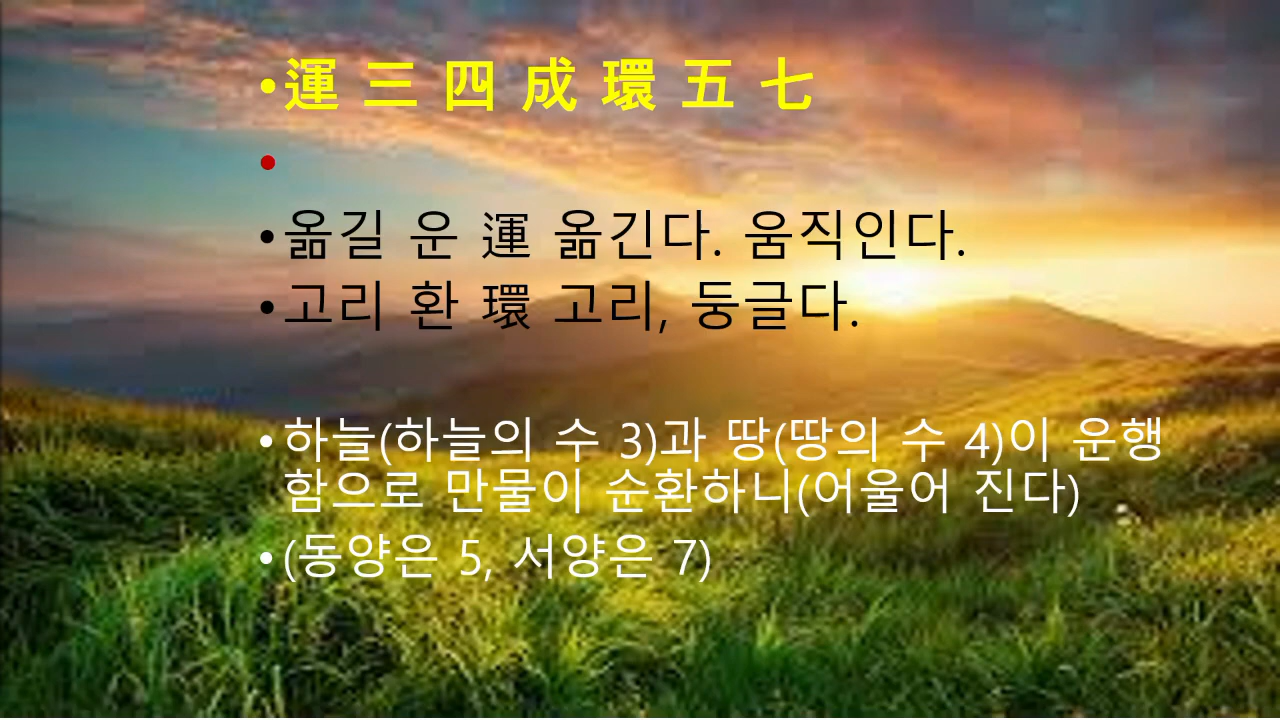 •運 三 四 成 環 五 七
•
•옮길 운 運 옮긴다. 움직인다.
•고리 환 環 고리, 둥글다.
•하늘(하늘의 수 3)과 땅(땅의 수 4)이 운행
함으로 만물이 순환하니(어울어 진다)
•(동양은 5, 서양은 7)